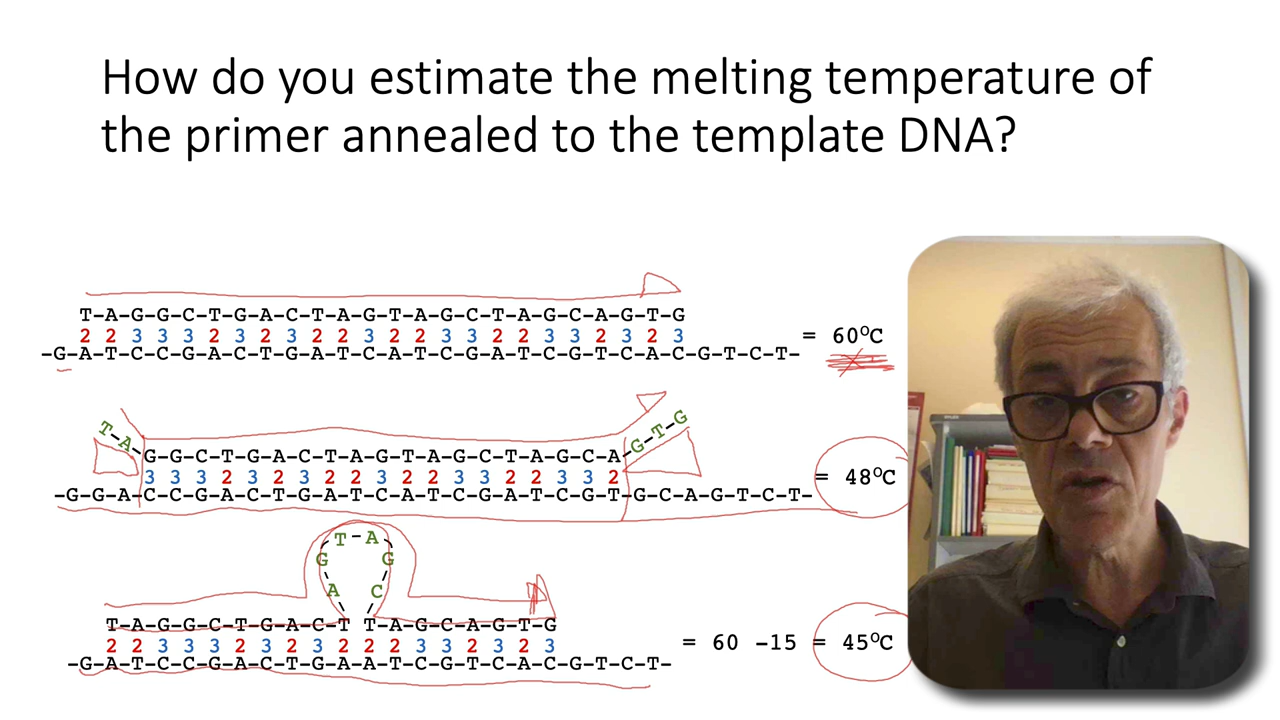 How do you estimate the melting temperature of
the primer annealed to the template DNA?
T-A-G-G-C-T-G-A-C-T-A-G-T-A-G-C-T-A-G-C-A-G-T-G
2 2 3 3 3 2 3 2 3 2 2 3 2 2 3 3 2 2 3 3 2 3 2 3 = 60°C
-G-A-T-C-C-G-A-C-T-G-A-T-C-A-T-C-G-A-T-C-G-T-C-A-C-G-T-C-T-
T-A-G-G-C-T-G-A-C-T-A-G-T-A-G-C-T-A-G-C-A-G-T-G
3 3 3 2 3 2 3 2 2 3 2 2 3 3 2 2 3 3 2 = 48°C
-G-G-A-C-C-G-A-C-T-G-A-T-C-A-T-C-G-A-T-C-G-T-G-C-A-G-T-C-T-
A-G-T-A-G-C
T-A-G-G-C-T-G-A-C-T T-A-G-C-A-G-T-G
2 2 3 3 3 2 3 2 3 2 2 2 3 3 2 3 2 3 = 60 -15 = 45°C
-G-A-T-C-C-G-A-C-T-G-A-A-T-C-G-T-C-A-C-G-T-C-T-